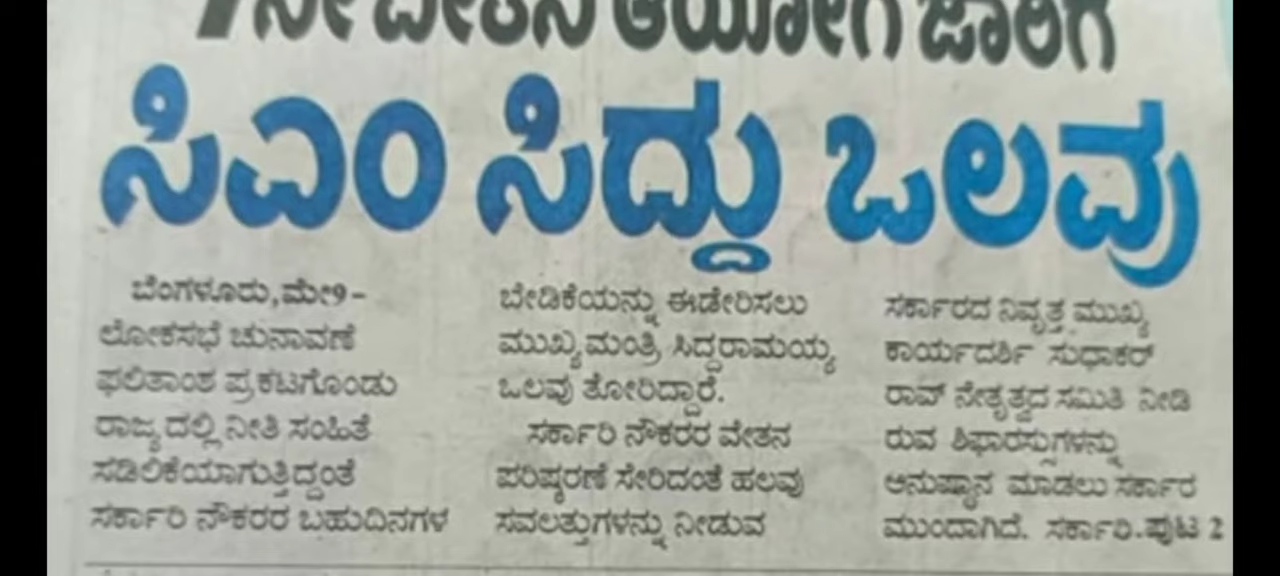 7ನೇ ವೇತನ ಆಯೋಗ ಜಾರಿಗೆ
ಸಿಎಂ ಸಿದ್ದು ಒಲವು
ಬೆಂಗಳೂರು,ಮೇ9-
ಲೋಕಸಭೆ ಚುನಾವಣೆ
ಫಲಿತಾಂಶ ಪ್ರಕಟಗೊಂಡು
ರಾಜ್ಯದಲ್ಲಿ ನೀತಿ ಸಂಹಿತೆ
ಸಡಿಲಿಕೆಯಾಗುತ್ತಿದ್ದಂತೆ
ಸರ್ಕಾರಿ ನೌಕರರ ಬಹುದಿನಗಳ
ಬೇಡಿಕೆಯನ್ನು ಈಡೇರಿಸಲು
ಮುಖ್ಯಮಂತ್ರಿ ಸಿದ್ದರಾಮಯ್ಯ
ಒಲವು ತೋರಿದ್ದಾರೆ.
ಸರ್ಕಾರಿ ನೌಕರರ ವೇತನ
ಪರಿಷ್ಕರಣೆ ಸೇರಿದಂತೆ ಹಲವು
ಸವಲತ್ತುಗಳನ್ನು ನೀಡುವ
ಸರ್ಕಾರದ ನಿವೃತ್ತ ಮುಖ್ಯ
ಕಾರ್ಯದರ್ಶಿ ಸುಧಾಕರ್
ರಾವ್ ನೇತೃತ್ವದ ಸಮಿತಿ ನೀಡಿ
ರುವ ಶಿಫಾರಸ್ಸುಗಳನ್ನು
ಅನುಷ್ಠಾನ ಮಾಡಲು ಸರ್ಕಾರ
ಮುಂದಾಗಿದೆ. ಸರ್ಕಾರಿ-ಪುಟ 2